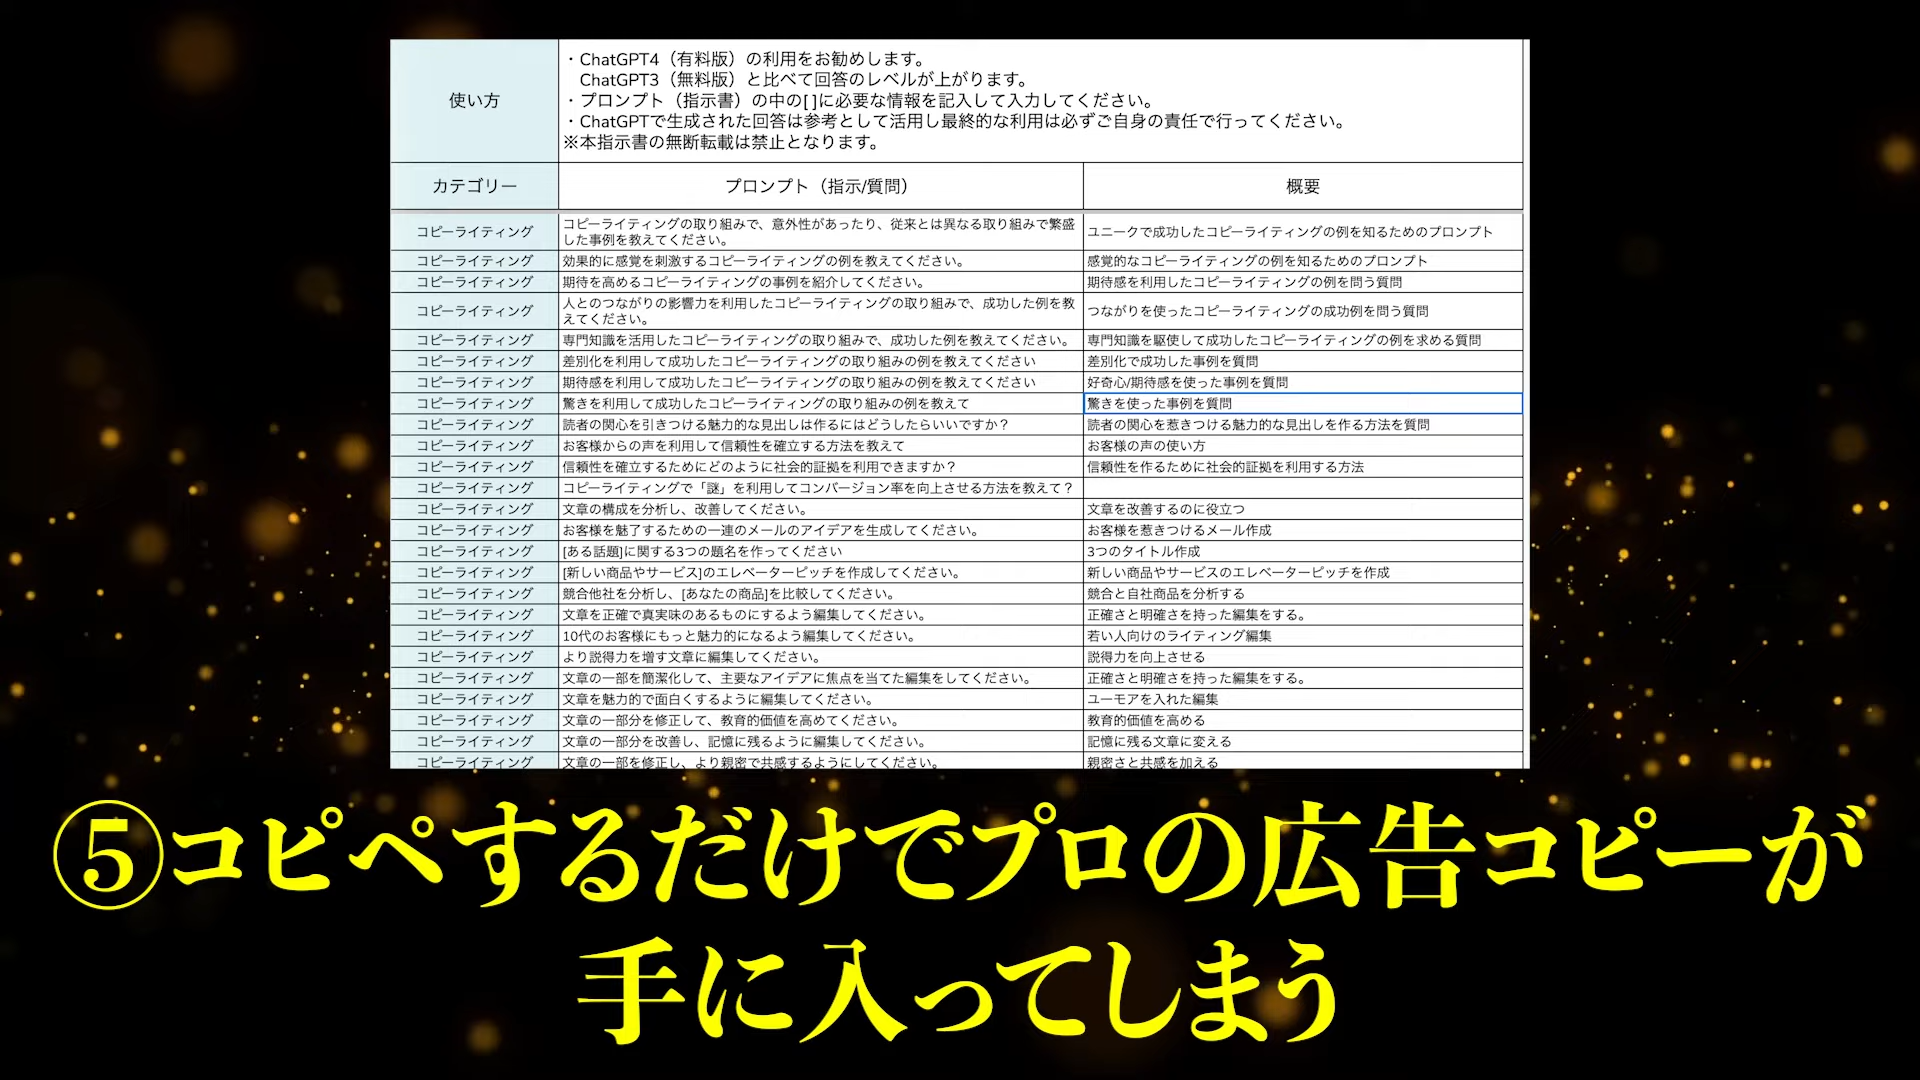 使い方
・ChatGPT4（有料版）の利用をお勧めします。
ChatGPT3（無料版）と比べて回答のレベルが上がります。
・プロンプト（指示書）の中の[ ]に必要な情報を記入して入力してください。
・ChatGPTで生成された回答は参考として活用し最終的な利用は必ずご自身の責任で行ってください。
※本指示書の無断転載は禁止となります。
カテゴリー プロンプト（指示/質問） 概要
コピーライティング コピーライティングの取り組みで、意外性があったり、従来とは異なる取り組みで繁盛
した事例を教えてください。 ユニークで成功したコピーライティングの例を知るためのプロンプト
コピーライティング 効果的に感覚を刺激するコピーライティングの例を教えてください。 感覚的なコピーライティングの例を知るためのプロンプト
コピーライティング 期待を高めるコピーライティングの事例を紹介してください。 期待感を利用したコピーライティングの例を問う質問
コピーライティング 人とのつながりの影響力を利用したコピーライティングの取り組みで、成功した例を教
えてください。 つながりを使ったコピーライティングの成功例を問う質問
コピーライティング 専門知識を活用したコピーライティングの取り組みで、成功した例を教えてください。 専門知識を駆使して成功したコピーライティングの例を求める質問
コピーライティング 差別化を利用して成功したコピーライティングの取り組みの例を教えてください 差別化で成功した事例を質問
コピーライティング 期待感を利用して成功したコピーライティングの取り組みの例を教えてください 好奇心/期待感を使った事例を質問
コピーライティング 驚きを利用して成功したコピーライティングの取り組みの例を教えて 驚きを使った事例を質問
コピーライティング 読者の関心を引きつける魅力的な見出しは作るにはどうしたらいいですか？ 読者の関心を惹きつける魅力的な見出しを作る方法を質問
コピーライティング お客様からの声を利用して信頼性を確立する方法を教えて お客様の声の使い方
コピーライティング 信頼性を確立するためにどのように社会的証拠を利用できますか？ 信頼性を作るために社会的証拠を利用する方法
コピーライティング コピーライティングで「謎」を利用してコンバージョン率を向上させる方法を教えて？
コピーライティング 文章の構成を分析し、改善してください。 文章を改善するのに役立つ
コピーライティング お客様を魅了するための一連のメールのアイデアを生成してください。 お客様を惹きつけるメール作成
コピーライティング [ある話題]に関する3つの題名を作ってください 3つのタイトル作成
コピーライティング [新しい商品やサービス]のエレベーターピッチを作成してください。 新しい商品やサービスのエレベーターピッチを作成
コピーライティング 競合他社を分析し、[あなたの商品]を比較してください。 競合と自社商品を分析する
コピーライティング 文章を正確で真実味のあるものにするよう編集してください。 正確さと明確さを持った編集をする。
コピーライティング 10代のお客様にもっと魅力的になるよう編集してください。 若い人向けのライティング編集
コピーライティング より説得力を増す文章に編集してください。 説得力を向上させる
コピーライティング 文章の一部を簡潔化して、主要なアイデアに焦点を当てた編集をしてください。 正確さと明確さを持った編集をする。
コピーライティング 文章を魅力的で面白くするように編集してください。 ユーモアを入れた編集
コピーライティング 文章の一部分を修正して、教育的価値を高めてください。 教育的価値を高める
コピーライティング 文章の一部分を改善し、記憶に残るように編集してください。 記憶に残る文章に変える
コピーライティング 文章の一部を修正し、より親密で共感するようにしてください。 親密さと共感を加える
⑤コピペするだけでプロの広告コピーが
手に入ってしまう